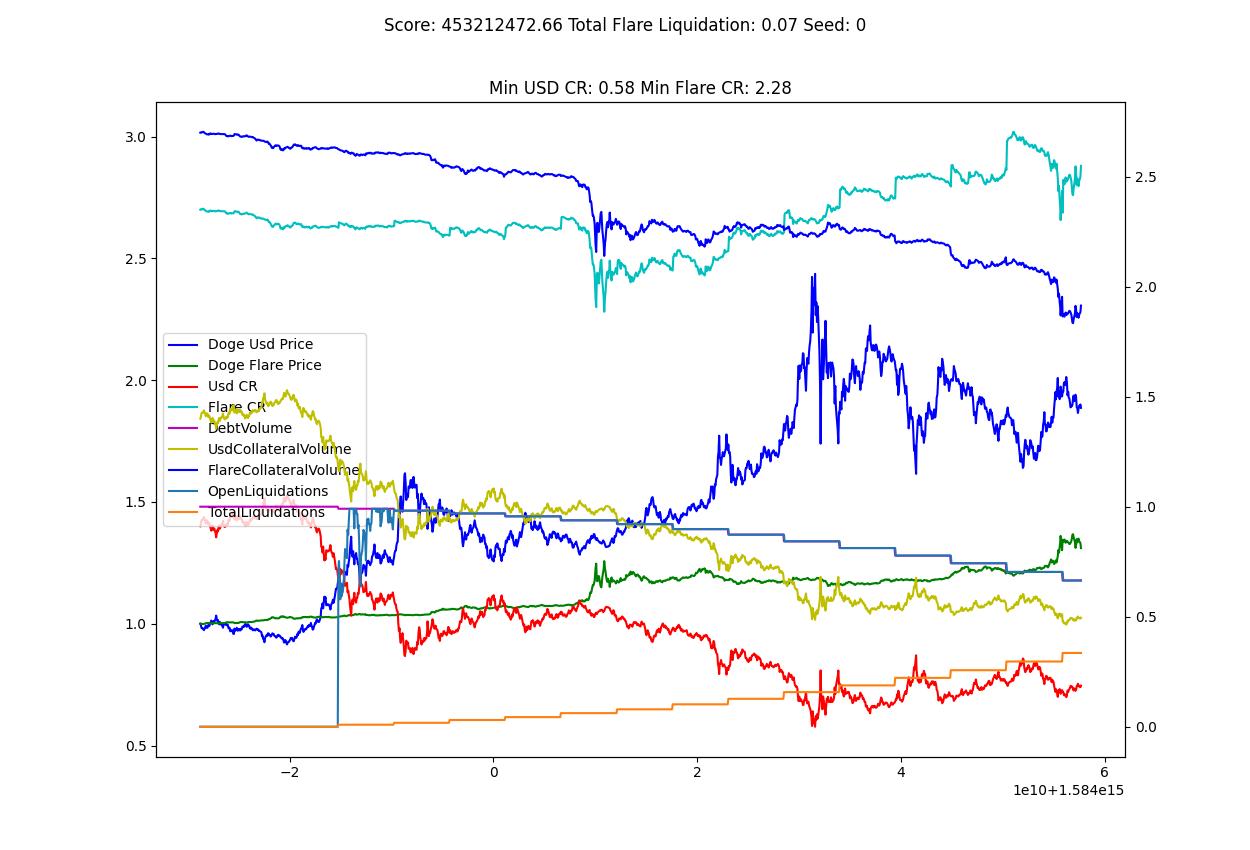 Score: 453212472.66 Total Flare Liquidation: 0.07 Seed: 0
Min USD CR: 0.58 Min Flare CR: 2.28
3.0
2.5
2.0
1.5
1.0
0.5
Doge Usd Price
Doge Flare Price
Usd CR
Flare CR
DebtVolume
UsdCollateralVolume
FlareCollateralVolume
OpenLiquidations
TotalLiquidations
2.5
2.0
1.5
1.0
0.5
0.0
−2
0
2
4
6
1e10+1.584e15